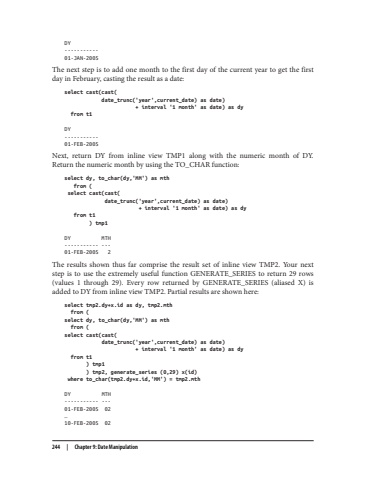 DY
-----------
01-JAN-2005
The next step is to add one month to the first day of the current year to get the first
day in February, casting the result as a date:
select cast(cast(
date_trunc('year',current_date) as date)
+ interval '1 month' as date) as dy
from t1
DY
-----------
01-FEB-2005
Next, return DY from inline view TMP1 along with the numeric month of DY.
Return the numeric month by using the TO_CHAR function:
select dy, to_char(dy,'MM') as mth
from (
select cast(cast(
date_trunc('year',current_date) as date)
+ interval '1 month' as date) as dy
from t1
) tmp1
DY MTH
----------- ---
01-FEB-2005 2
The results shown thus far comprise the result set of inline view TMP2. Your next
step is to use the extremely useful function GENERATE_SERIES to return 29 rows
(values 1 through 29). Every row returned by GENERATE_SERIES (aliased X) is
added to DY from inline view TMP2. Partial results are shown here:
select tmp2.dy+x.id as dy, tmp2.mth
from (
select dy, to_char(dy,'MM') as mth
from (
select cast(cast(
date_trunc('year',current_date) as date)
+ interval '1 month' as date) as dy
from t1
) tmp1
) tmp2, generate_series (0,29) x(id)
where to_char(tmp2.dy+x.id,'MM') = tmp2.mth
DY MTH
----------- ---
01-FEB-2005 02
…
10-FEB-2005 02
244 | Chapter 9: Date Manipulation